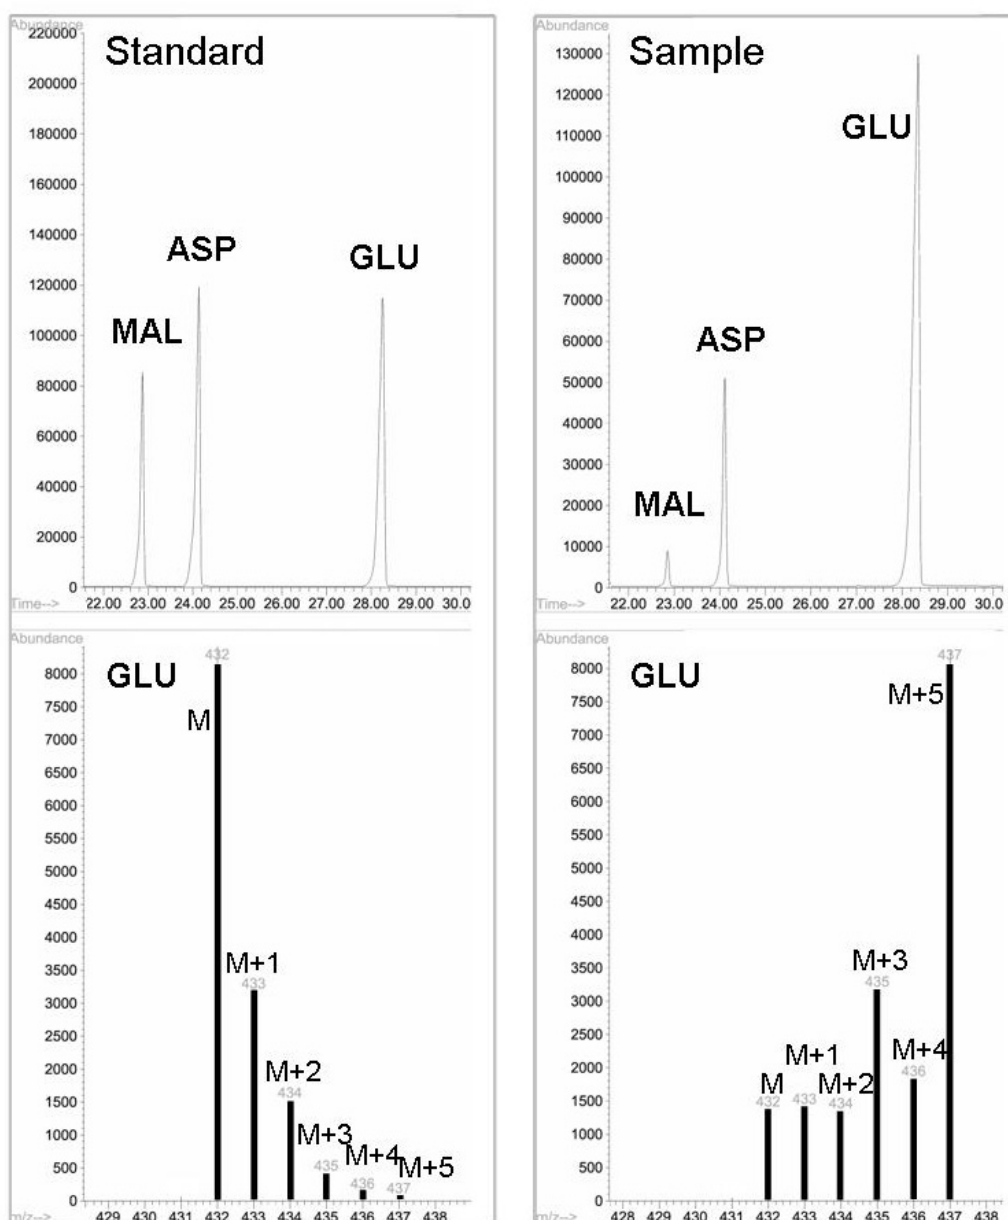 Abundance
Standard
220000
200000
180000
160000
140000
120000
100000
80000
60000
40000
20000
0
MAL
ASP
GLU
Time-->
22.00 23.00 24.00 25.00 26.00 27.00 28.00 29.00 30.0
Abundance
Sample
130000
120000
110000
100000
90000
80000
70000
60000
50000
40000
30000
20000
10000
0
MAL
ASP
GLU
Time-->
22.00 23.00 24.00 25.00 26.00 27.00 28.00 29.00 30.0
Abundance
GLU
8000
7500
7000
6500
6000
5500
5000
4500
4000
3500
3000
2500
2000
1500
1000
500
0
432
M
M+1
433
M+2
434
M+3
435
M+4
436
M+5
437
m/z-->
429 430 431 432 433 434 435 436 437 438
Abundance
GLU
8000
7500
7000
6500
6000
5500
5000
4500
4000
3500
3000
2500
2000
1500
1000
500
0
M
432
M+1
433
M+2
434
M+3
435
M+4
436
437
M+5
m/z-->
428 429 430 431 432 433 434 435 436 437 438